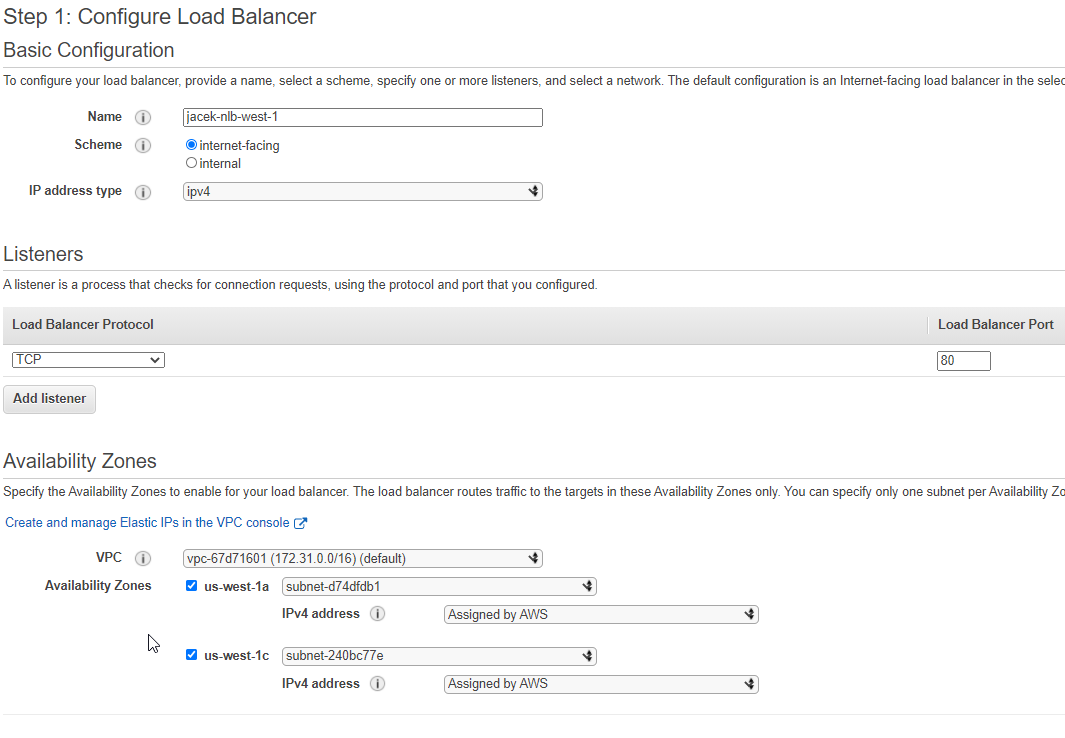 Step 1: Configure Load Balancer
Basic Configuration
To configure your load balancer, provide a name, select a scheme, specify one or more listeners, and select a network. The default configuration is an Internet-facing load balancer in the selec
Name i jacek-nlb-west-1
Scheme i internet-facing
internal
IP address type i ipv4
Listeners
A listener is a process that checks for connection requests, using the protocol and port that you configured.
Load Balancer Protocol Load Balancer Port
TCP 80
Add listener
Availability Zones
Specify the Availability Zones to enable for your load balancer. The load balancer routes traffic to the targets in these Availability Zones only. You can specify only one subnet per Availability Zo
Create and manage Elastic IPs in the VPC console
VPC i vpc-67d71601 (172.31.0.0/16) (default)
Availability Zones us-west-1a subnet-d74dfdb1
IPv4 address i Assigned by AWS
us-west-1c subnet-240bc77e
IPv4 address i Assigned by AWS